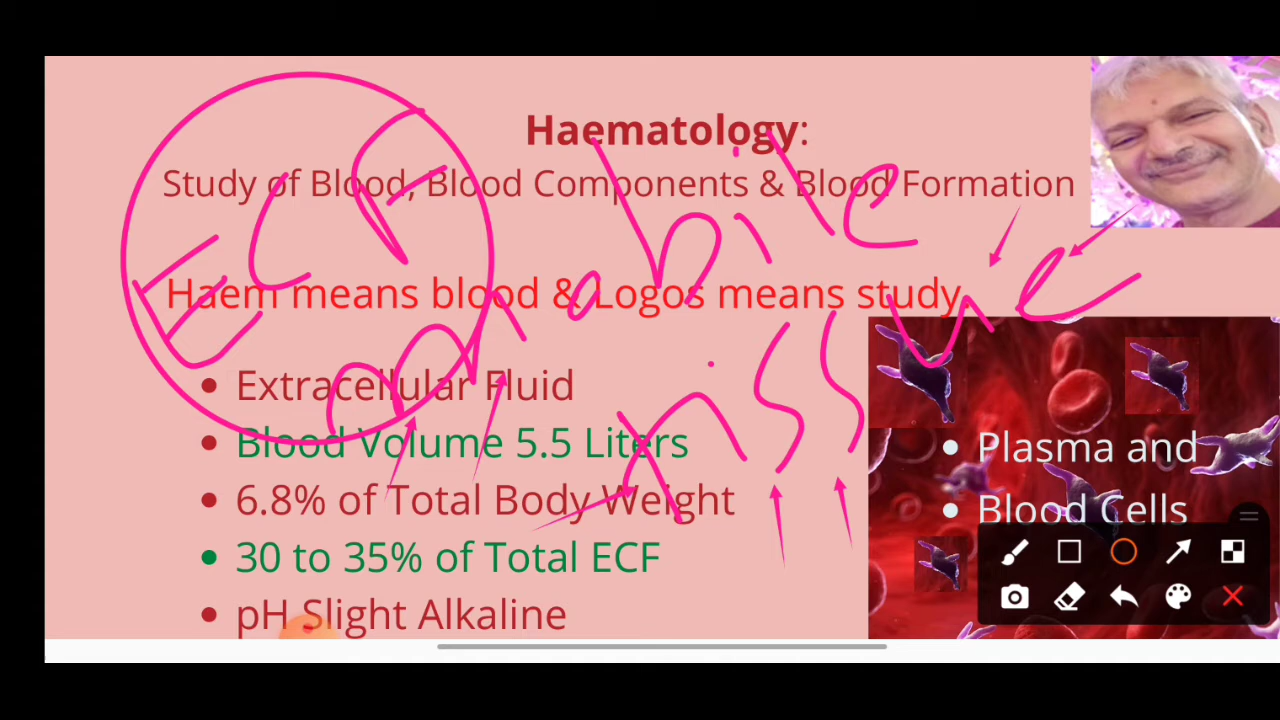 Haematology:
Study of Blood, Blood Components & Blood Formation
Haem means blood & Logos means study.
ECF
mobile
Tissue
• Extracellular Fluid
• Blood Volume 5.5 Liters
• 6.8% of Total Body Weight
• 30 to 35% of Total ECF
• pH Slight Alkaline
• Plasma and
• Blood Cells